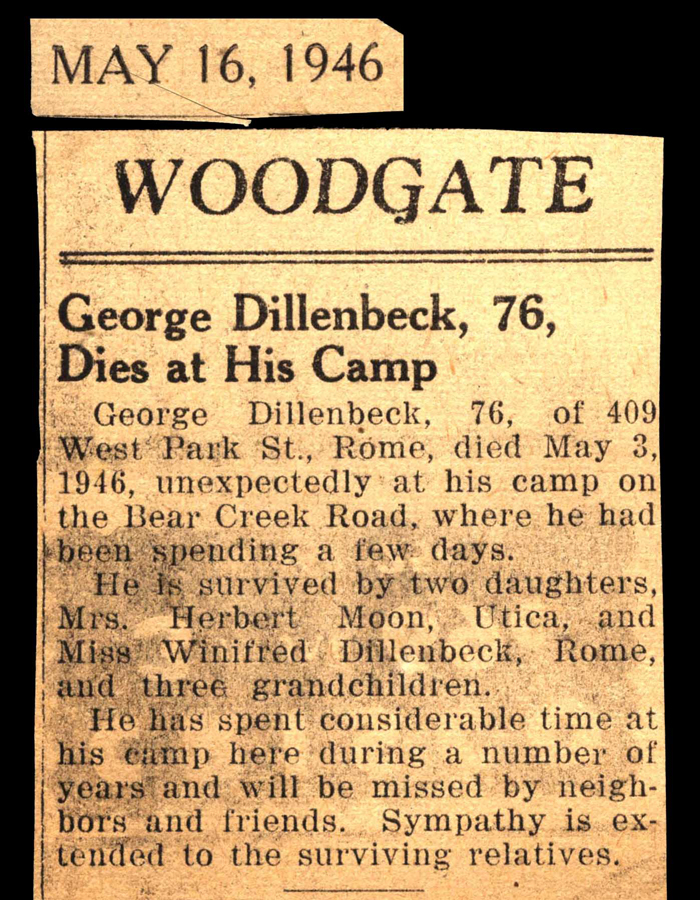 MAY 16, 1946
WOODGATE
George Dillenbeck, 76,
Dies at His Camp
George Dillenbeck, 76, of 409
West Park St., Rome, died May 3,
1946, unexpectedly at his camp on
the Bear Creek Road, where he had
been spending a few days.
He is survived by two daughters,
Mrs. Herbert Moon, Utica, and
Miss Winifred Dillenbeck, Rome,
and three grandchildren.
He has spent considerable time at
his camp here during a number of
years and will be missed by neigh-
bors and friends. Sympathy is ex-
tended to the surviving relatives.